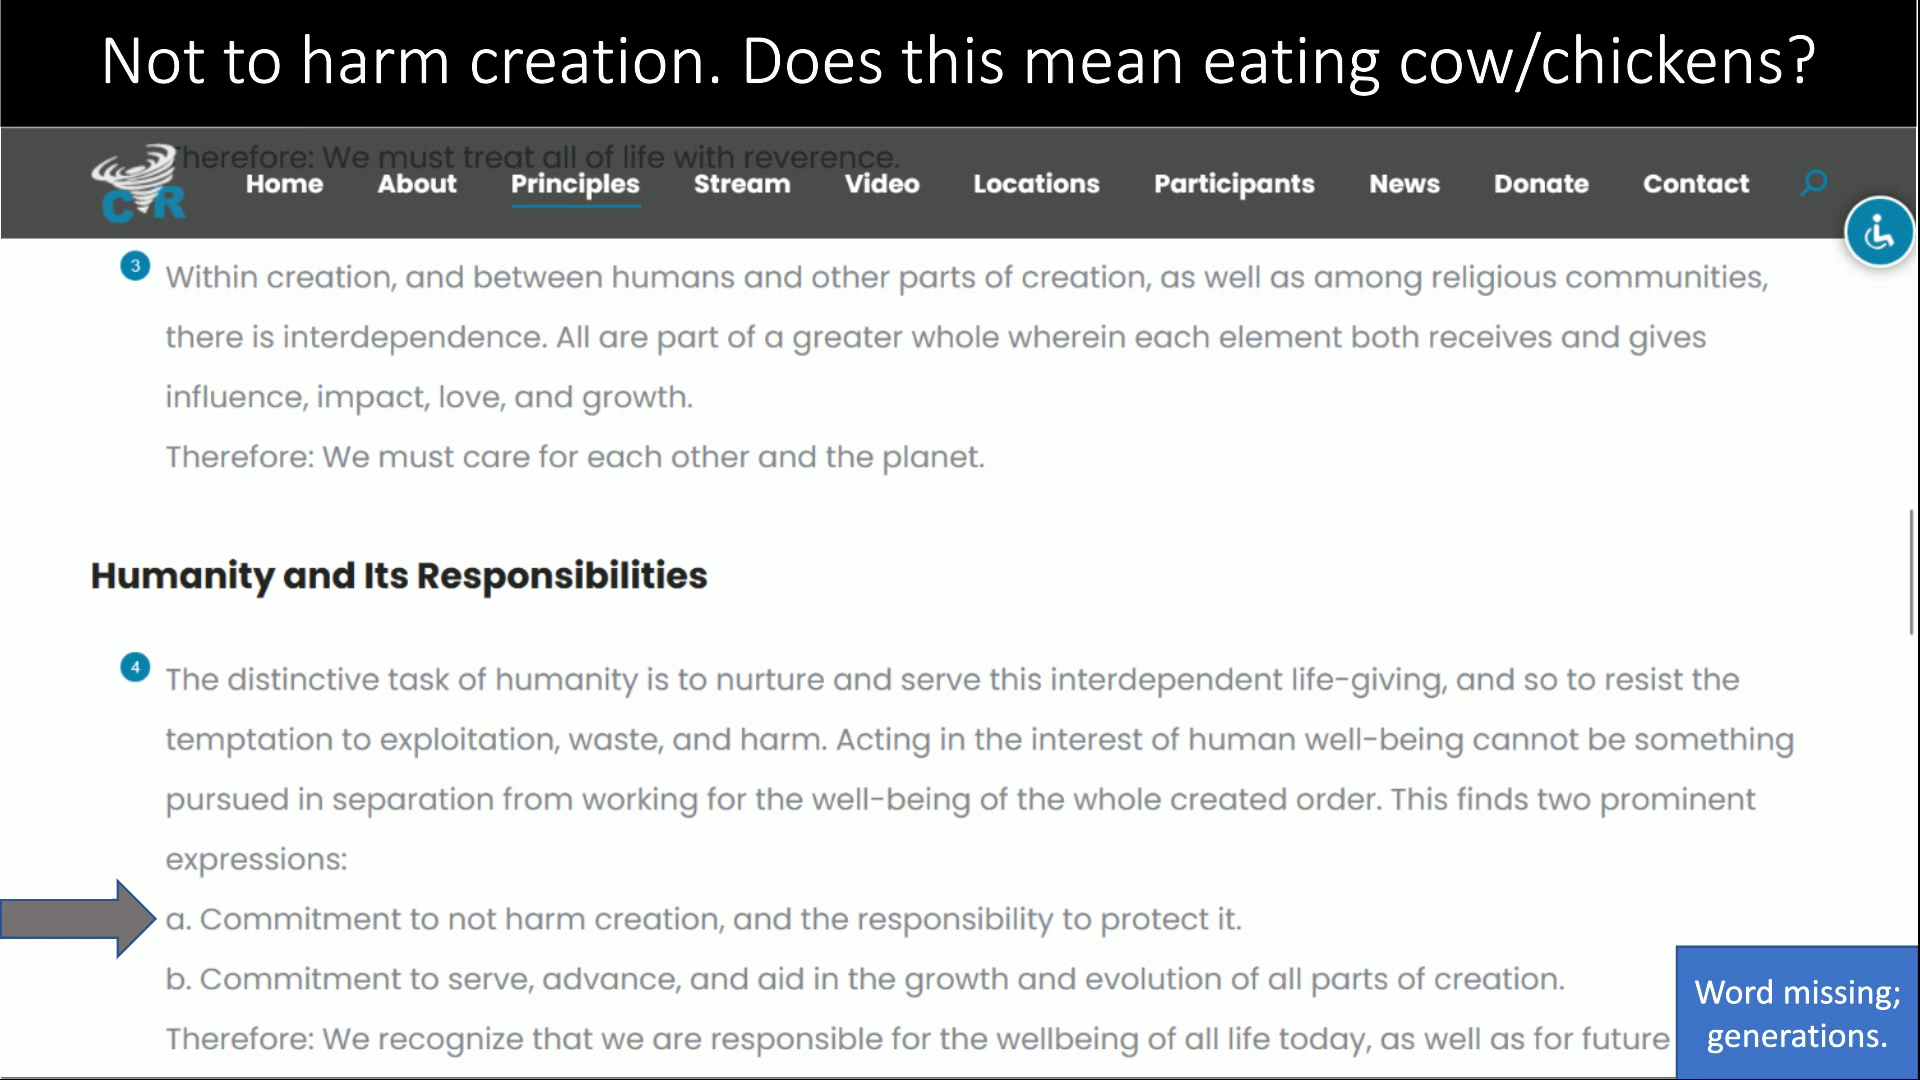 Not to harm creation. Does this mean eating cow/chickens?
Therefore: We must treat all of life with reverence.
CVR
Home About Principles Stream Video Locations Participants News Donate Contact
3
Within creation, and between humans and other parts of creation, as well as among religious communities,
there is interdependence. All are part of a greater whole wherein each element both receives and gives
influence, impact, love, and growth.
Therefore: We must care for each other and the planet.
Humanity and Its Responsibilities
4
The distinctive task of humanity is to nurture and serve this interdependent life-giving, and so to resist the
temptation to exploitation, waste, and harm. Acting in the interest of human well-being cannot be something
pursued in separation from working for the well-being of the whole created order. This finds two prominent
expressions:
a. Commitment to not harm creation, and the responsibility to protect it.
b. Commitment to serve, advance, and aid in the growth and evolution of all parts of creation.
Therefore: We recognize that we are responsible for the wellbeing of all life today, as well as for future
Word missing;
generations.